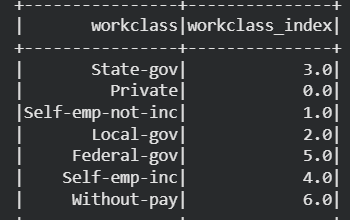 +----------------+---------------+
|       workclass|workclass_index|
+----------------+---------------+
|       State-gov|            3.0|
|         Private|            0.0|
|Self-emp-not-inc|            1.0|
|       Local-gov|            2.0|
|     Federal-gov|            5.0|
|    Self-emp-inc|            4.0|
|     Without-pay|            6.0|